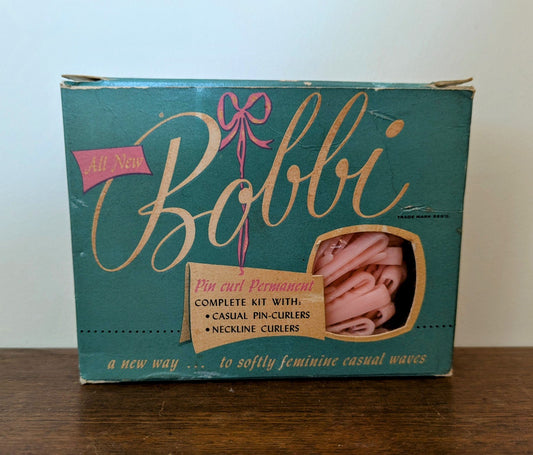 All New
Bobbi
TRADE MARK REG'D.
Pin curl Permanent
COMPLETE KIT WITH:
• CASUAL PIN-CURLERS
• NECKLINE CURLERS
a new way ... to softly feminine casual waves